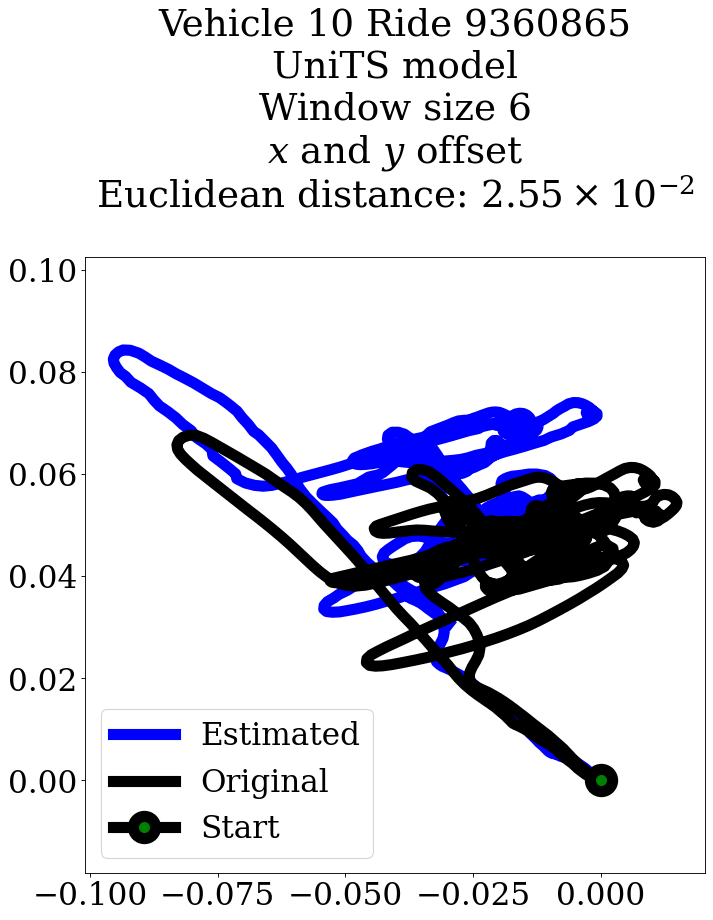 Vehicle 10 Ride 9360865
UniTS model
Window size 6
x and y offset
Euclidean distance: 2.55 × 10⁻²
0.10
0.08
0.06
0.04
0.02
0.00
Estimated
Original
Start
−0.100 −0.075 −0.050 −0.025 0.000